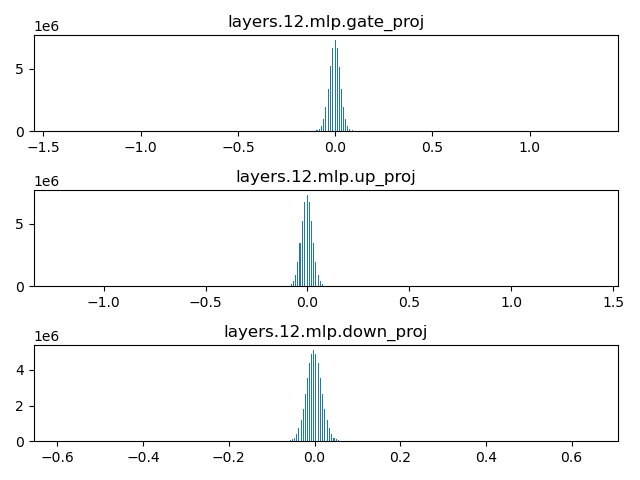 layers.12.mlp.gate_proj
1e6
5
0
−1.5 −1.0 −0.5 0.0 0.5 1.0
layers.12.mlp.up_proj
1e6
5
0
−1.0 −0.5 0.0 0.5 1.0 1.5
layers.12.mlp.down_proj
1e6
4
2
0
−0.6 −0.4 −0.2 0.0 0.2 0.4 0.6